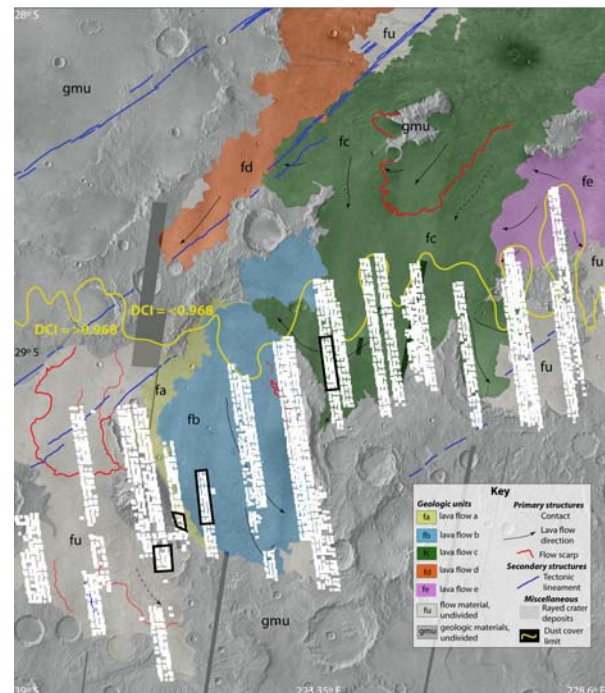 28° S
fu
gmu
gmu
fc
fd
fe
fc
fu
DCI = <0.968
DCI = >0.968
29° S
fu
fa
fb
Key
Geologic units
fa lava flow a
fb lava flow b
fc lava flow c
fd lava flow d
fe lava flow e
fu flow material, undivided
gmu geologic materials, undivided
Primary structures
Contact
Lava flow direction
Flow scarp
Secondary structures
Tectonic lineament
Miscellaneous
Rayed crater deposits
Dust cover limit
fu
gmu